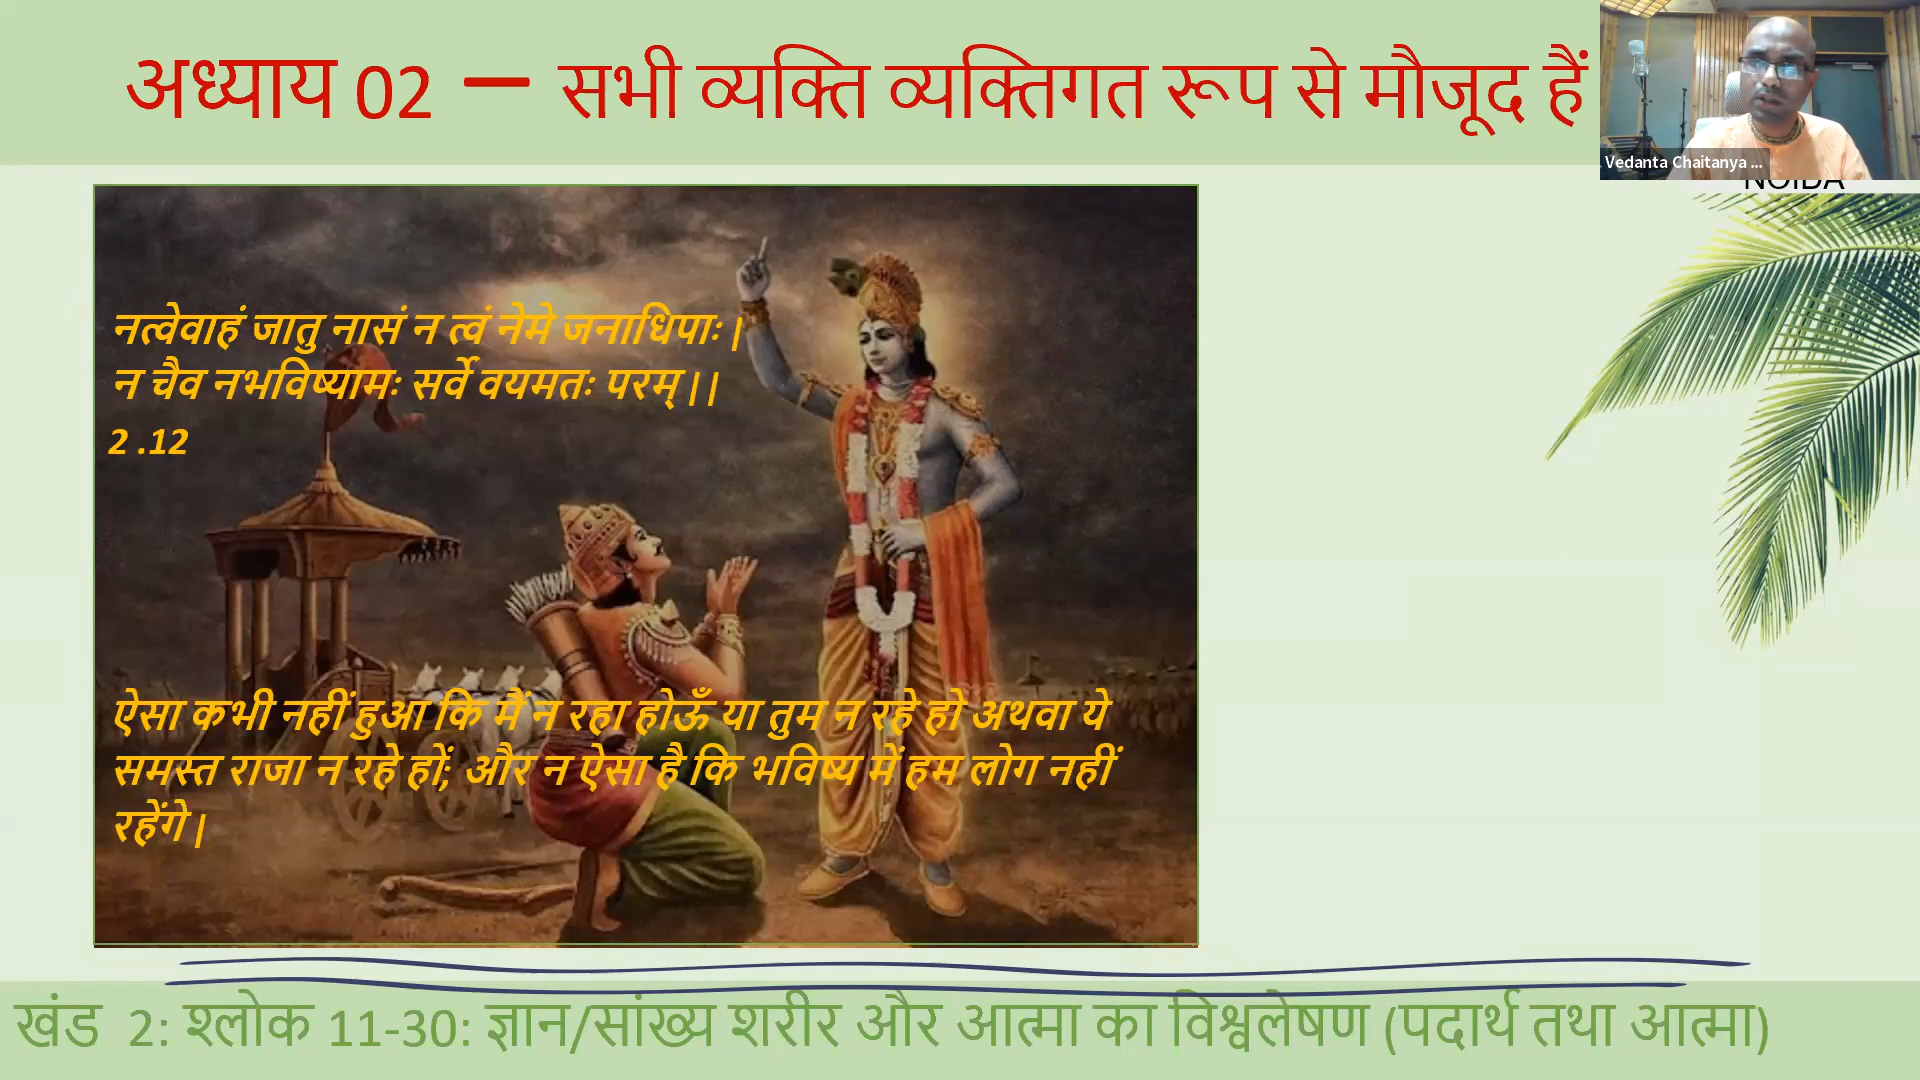 अध्याय 02 – सभी व्यक्ति व्यक्तिगत रूप से मौजूद हैं
Vedanta Chaitanya ...
NOIDA
नत्वेवाहं जातु नासं न त्वं नेमे जनाधिपाः |
न चैव नभविष्यामः सर्वे वयमतः परम् | |
2 .12
ऐसा कभी नहीं हुआ कि मैं न रहा होऊँ या तुम न रहे हो अथवा ये
समस्त राजा न रहे हों; और न ऐसा है कि भविष्य में हम लोग नहीं
रहेंगे |
खंड 2: श्लोक 11-30: ज्ञान/सांख्य शरीर और आत्मा का विश्वलेषण (पदार्थ तथा आत्मा)